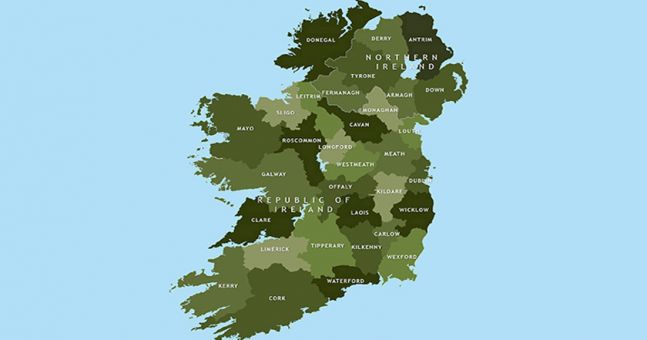 DONEGAL
DERRY
ANTRIM
NORTHERN
IRELAND
TYRONE
FERMANAGH
LEITRIM
ARMAGH
DOWN
SLIGO
MONAGHAN
MAYO
CAVAN
LOUTH
ROSCOMMON
LONGFORD
MEATH
WESTMEATH
GALWAY
OFFALY
DUBLIN
KILDARE
REPUBLIC OF
IRELAND
LAOIS
WICKLOW
CLARE
CARLOW
LIMERICK
TIPPERARY
KILKENNY
WEXFORD
WATERFORD
KERRY
CORK